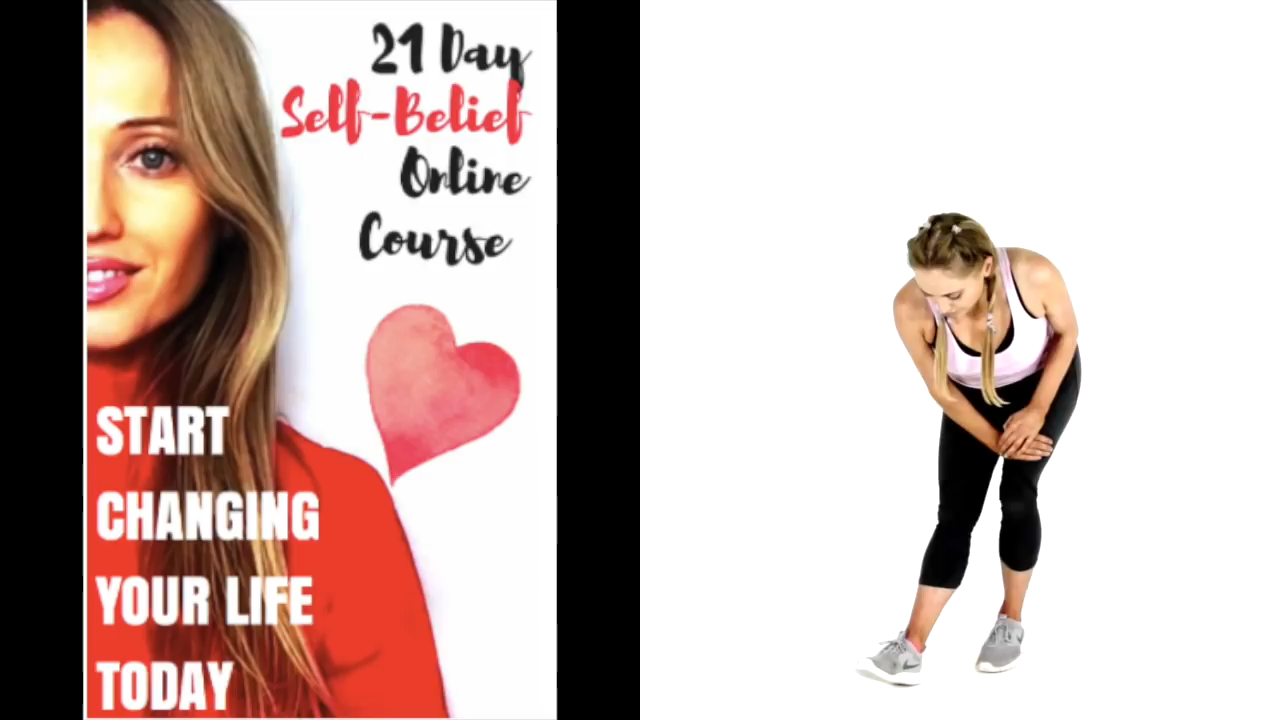 21 Day
Self-Belief
Online
Course
START
CHANGING
YOUR LIFE
TODAY